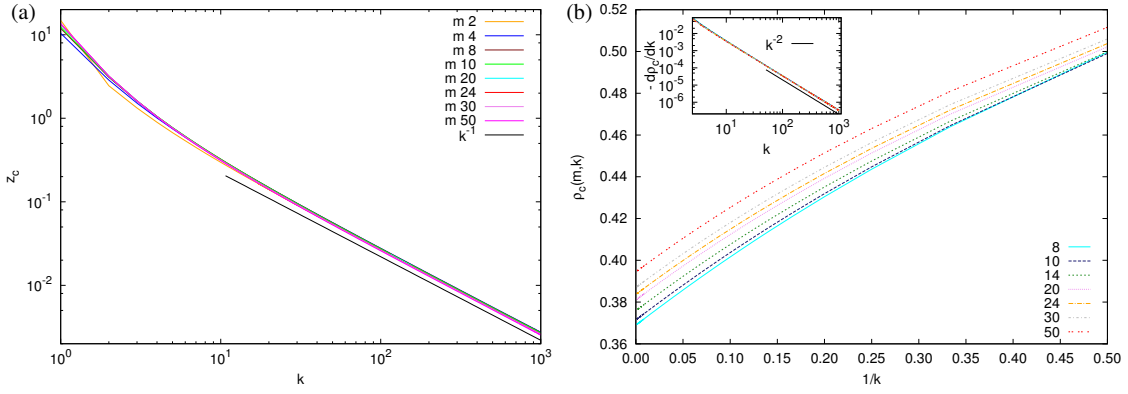 (a)
10^1
10^0
10^-1
10^-2
z_c
10^0
10^1
10^2
10^3
k
m 2
m 4
m 8
m 10
m 20
m 24
m 30
m 50
k^-1
(b)
0.52
0.50
0.48
0.46
0.44
0.42
0.40
0.38
0.36
ρ_c(m,k)
0.00
0.05
0.10
0.15
0.20
0.25
0.30
0.35
0.40
0.45
0.50
1/k
- dρ_c/dk
10^-2
10^-3
10^-4
10^-5
10^-6
10^1
10^2
10^3
k
k^-2
8
10
14
20
24
30
50